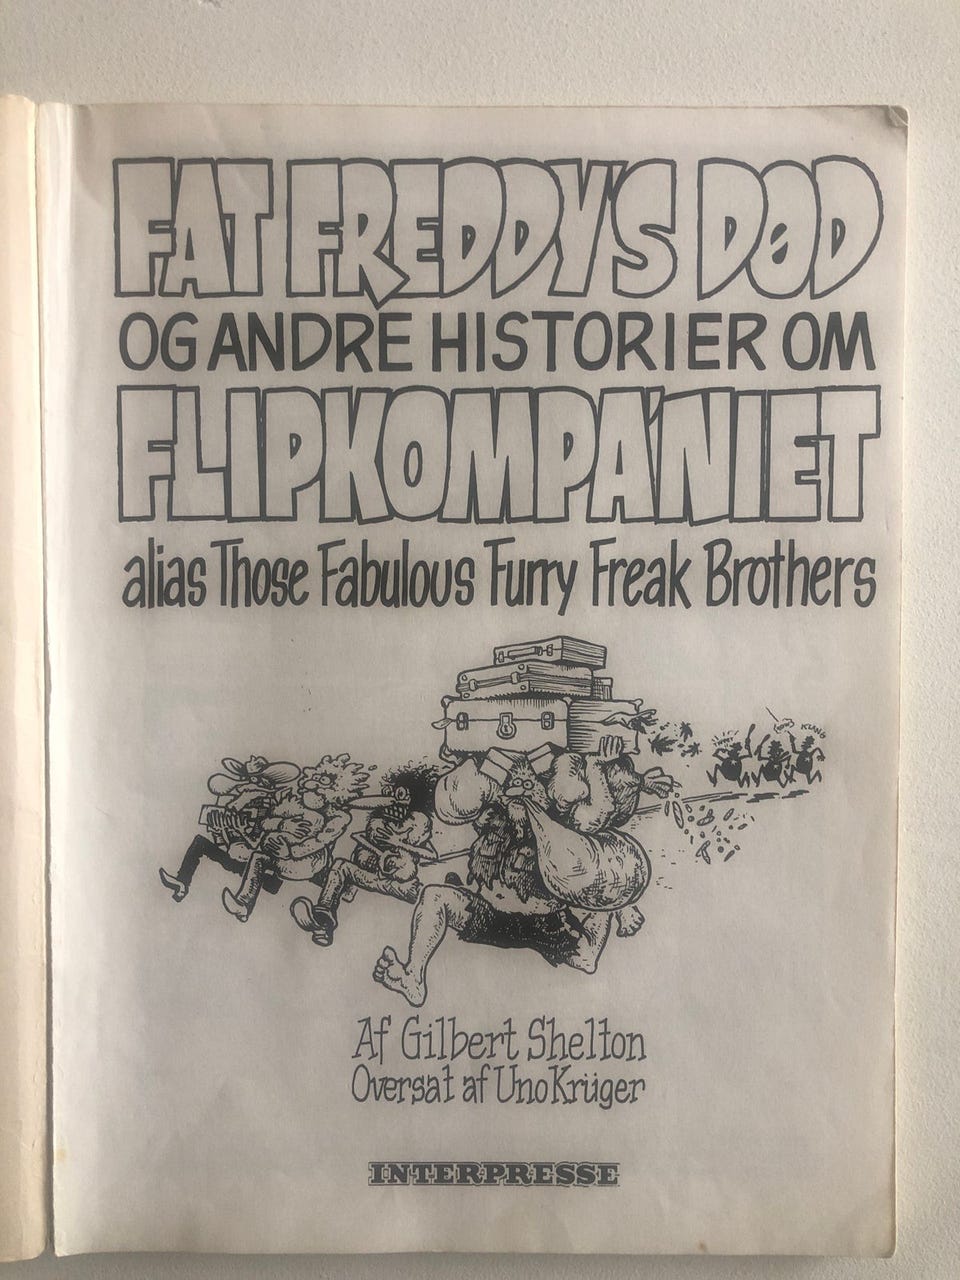 FAT FREDDY'S DØD
OG ANDRE HISTORIER OM
FLIPKOMPA'NIET
alias Those Fabulous Furry Freak Brothers
KLANG
Af Gilbert Shelton
Oversat af Uno Krüger
INTERPRESSE